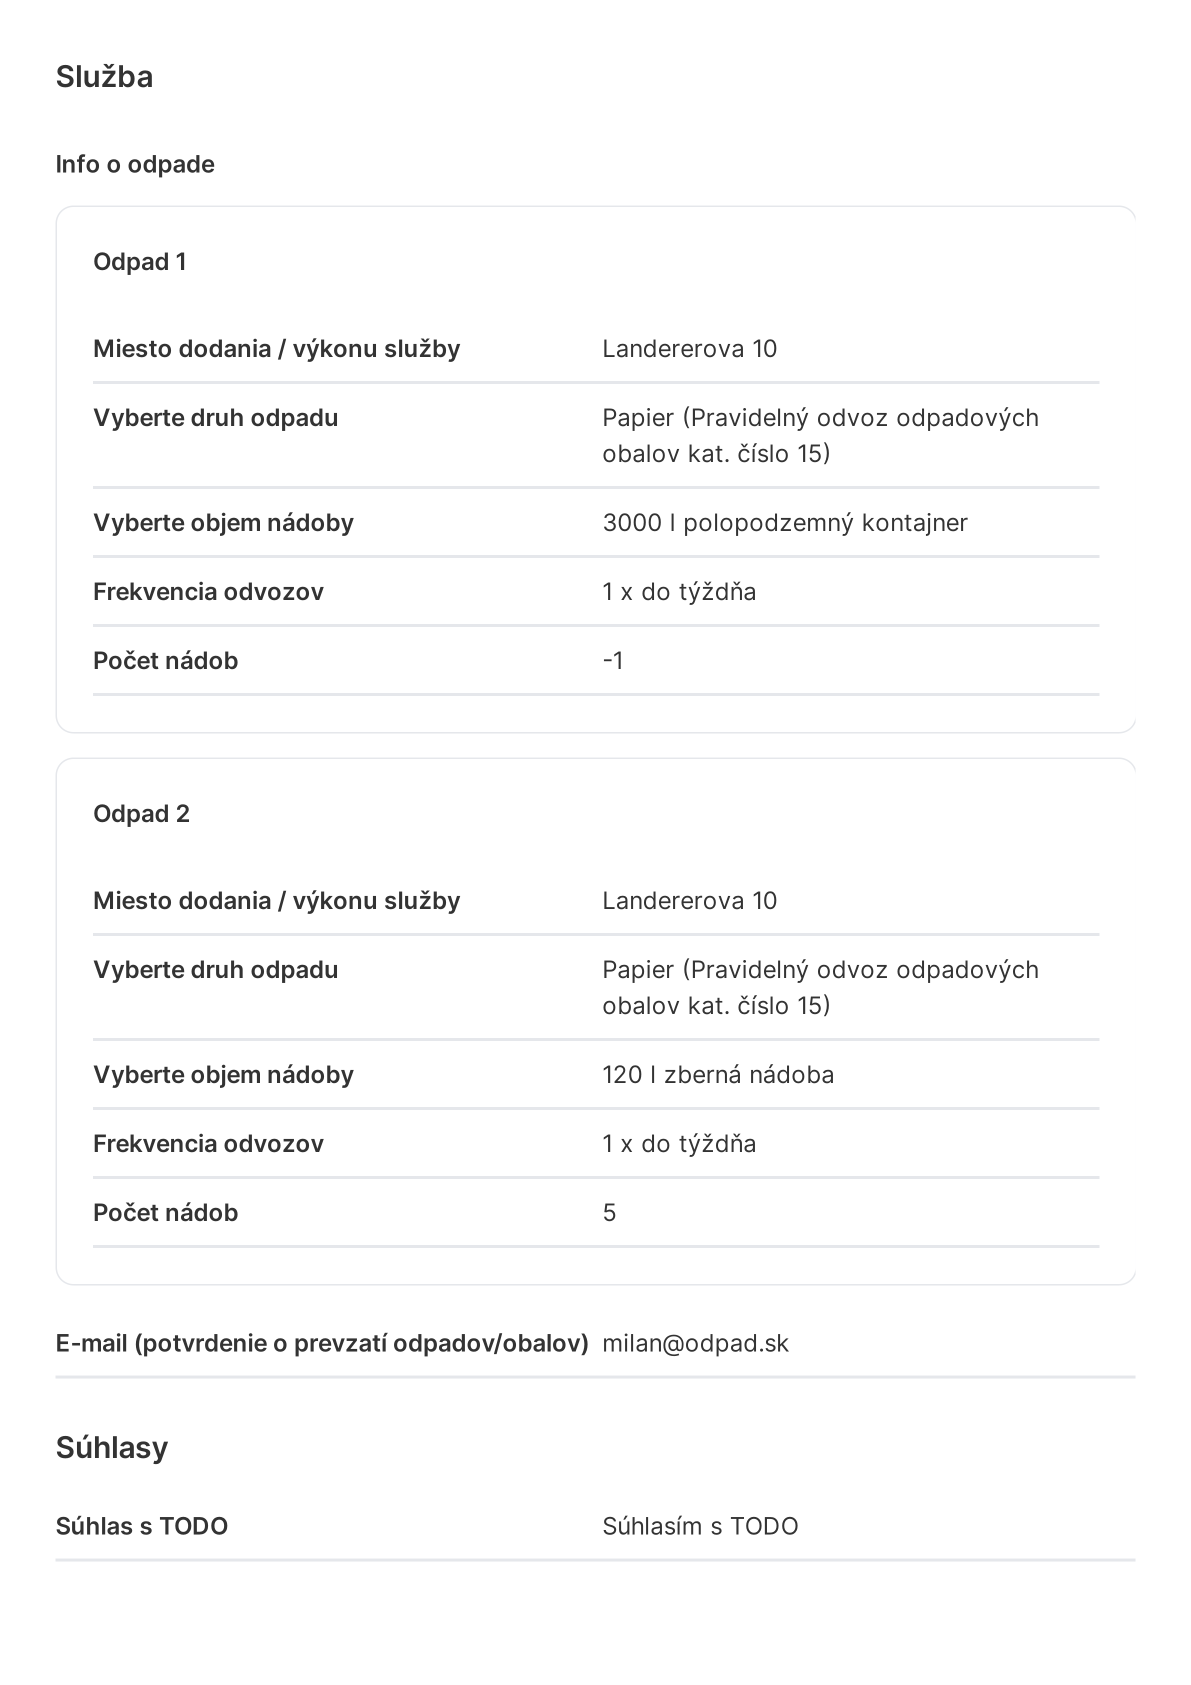 Služba
Info o odpade
Odpad 1
Miesto dodania / výkonu služby Landererova 10
Vyberte druh odpadu Papier (Pravidelný odvoz odpadových
obalov kat. číslo 15)
Vyberte objem nádoby 3000 l polopodzemný kontajner
Frekvencia odvozov 1 x do týždňa
Počet nádob -1
Odpad 2
Miesto dodania / výkonu služby Landererova 10
Vyberte druh odpadu Papier (Pravidelný odvoz odpadových
obalov kat. číslo 15)
Vyberte objem nádoby 120 l zberná nádoba
Frekvencia odvozov 1 x do týždňa
Počet nádob 5
E-mail (potvrdenie o prevzatí odpadov/obalov) milan@odpad.sk
Súhlasy
Súhlas s TODO Súhlasím s TODO